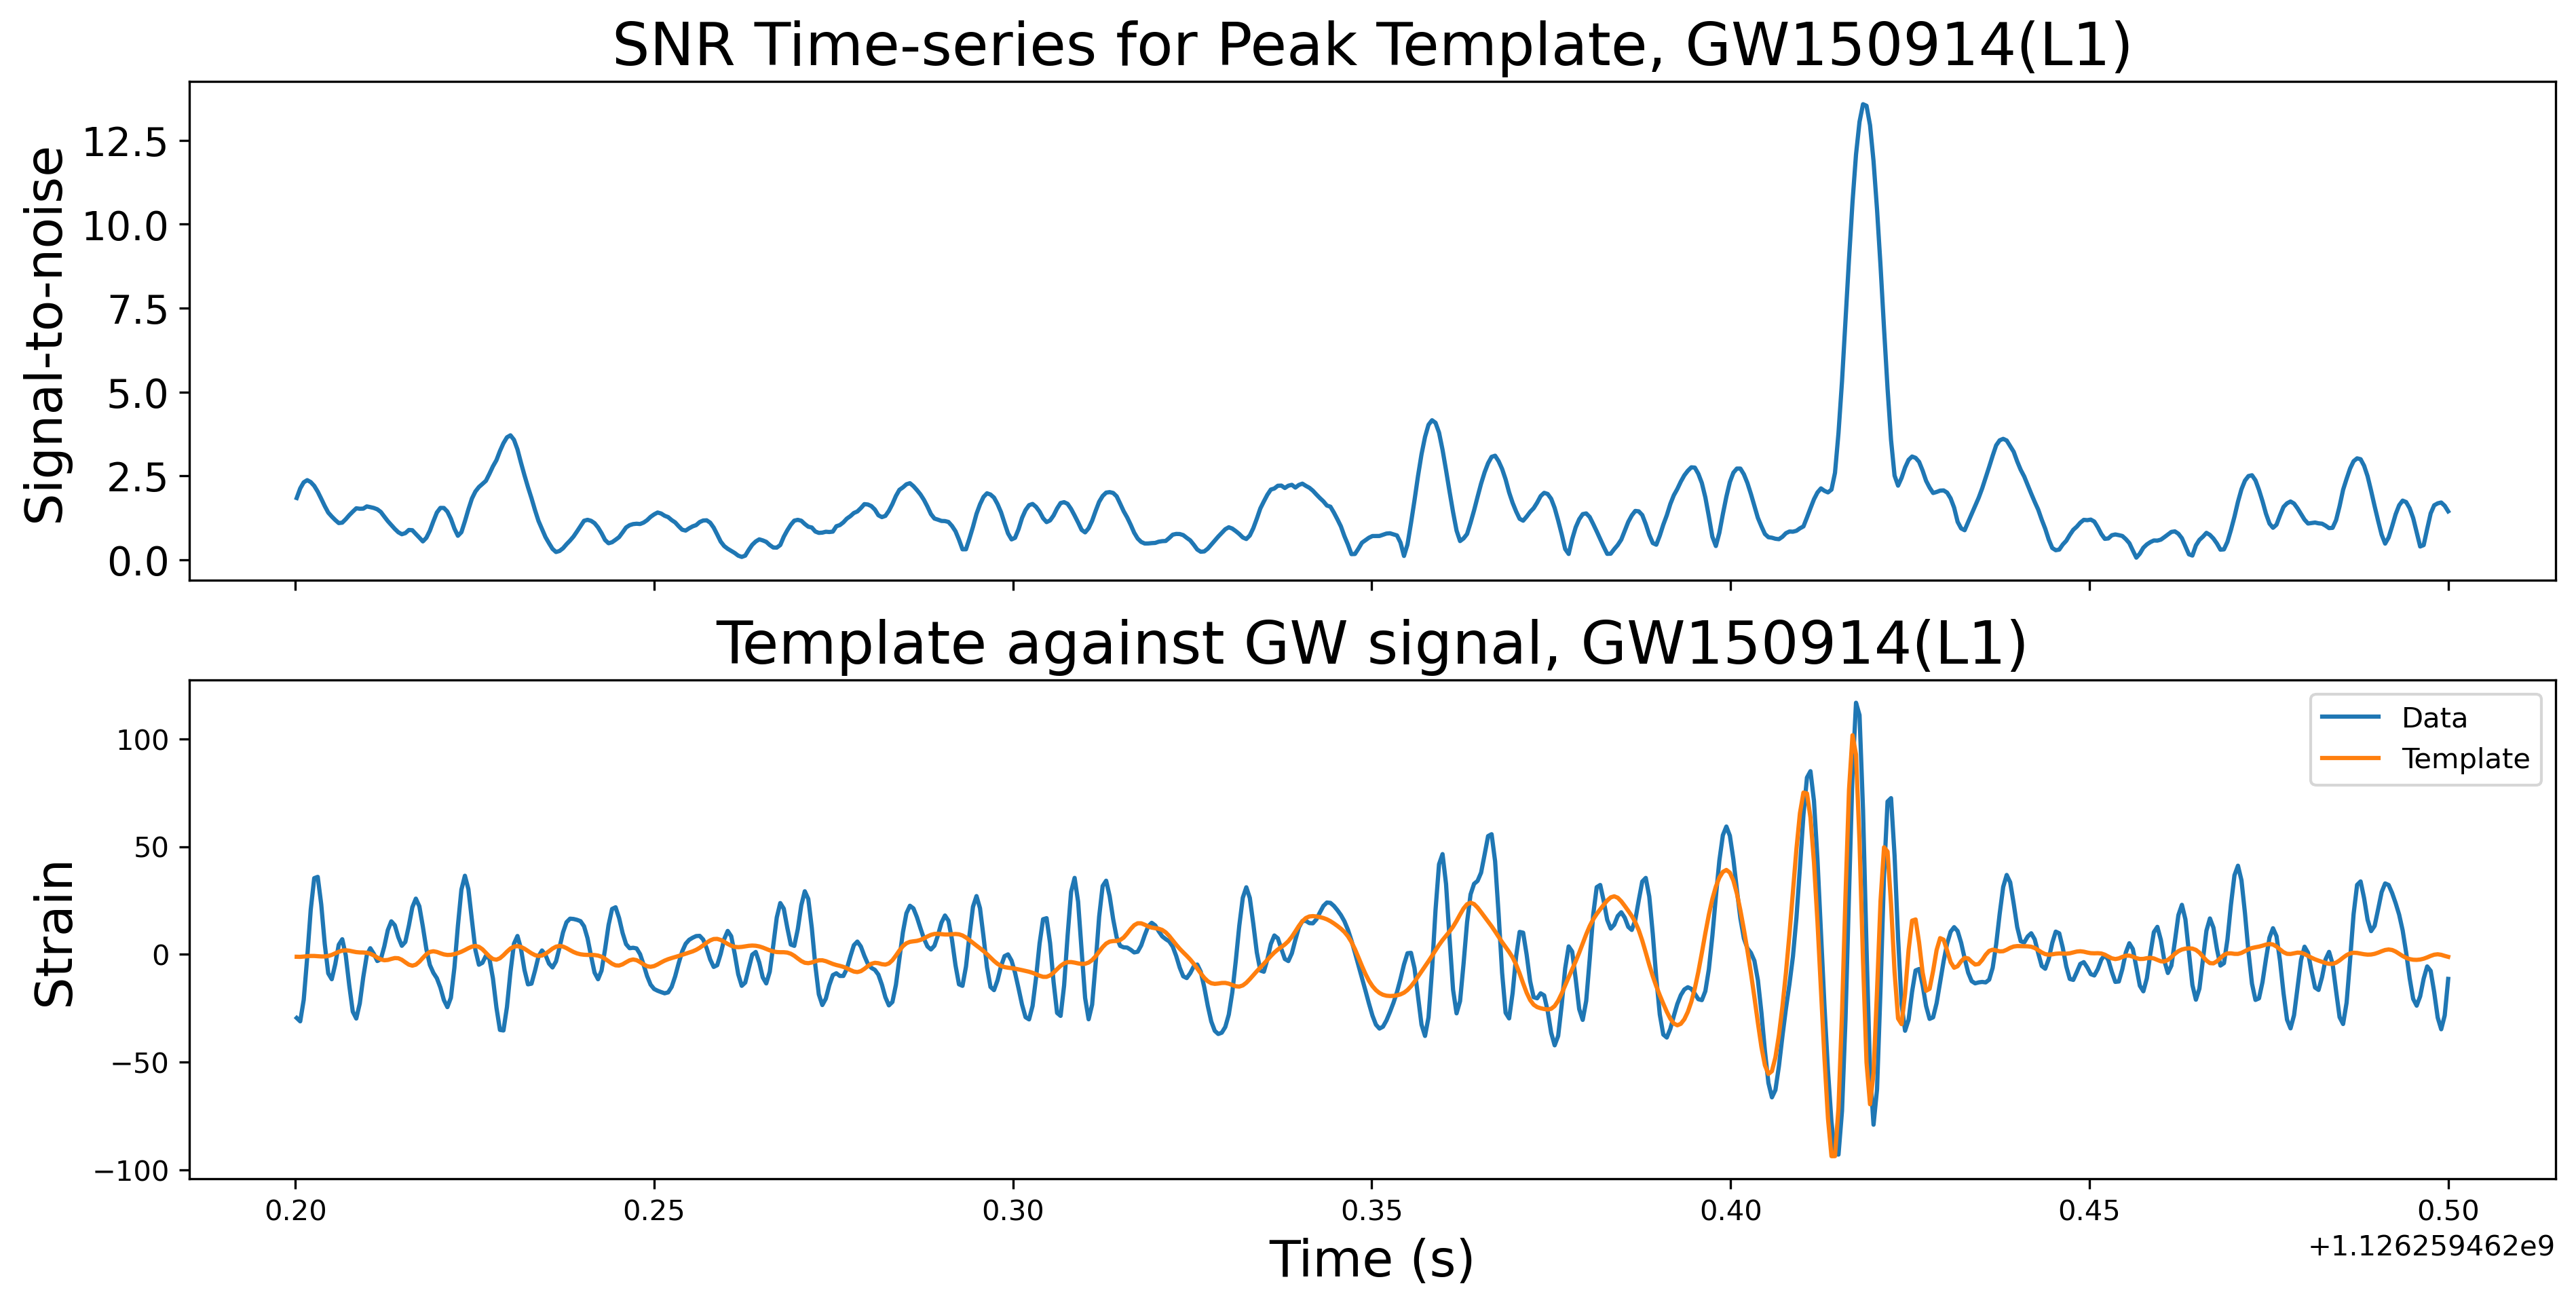 SNR Time-series for Peak Template, GW150914(L1)
Signal-to-noise
12.5
10.0
7.5
5.0
2.5
0.0
Template against GW signal, GW150914(L1)
Strain
100
50
0
−50
−100
Data
Template
0.20 0.25 0.30 0.35 0.40 0.45 0.50
Time (s)
+1.126259462e9